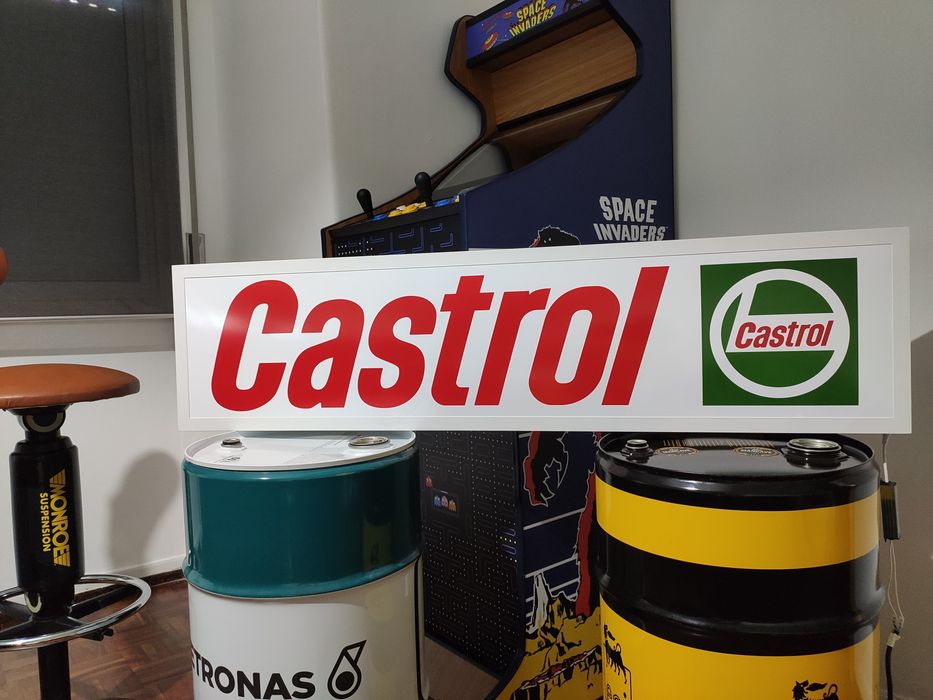 SPACE
INVADERS
SPACE
INVADERS
Castrol
Castrol
MONROE
SUSPENSION
TRONAS